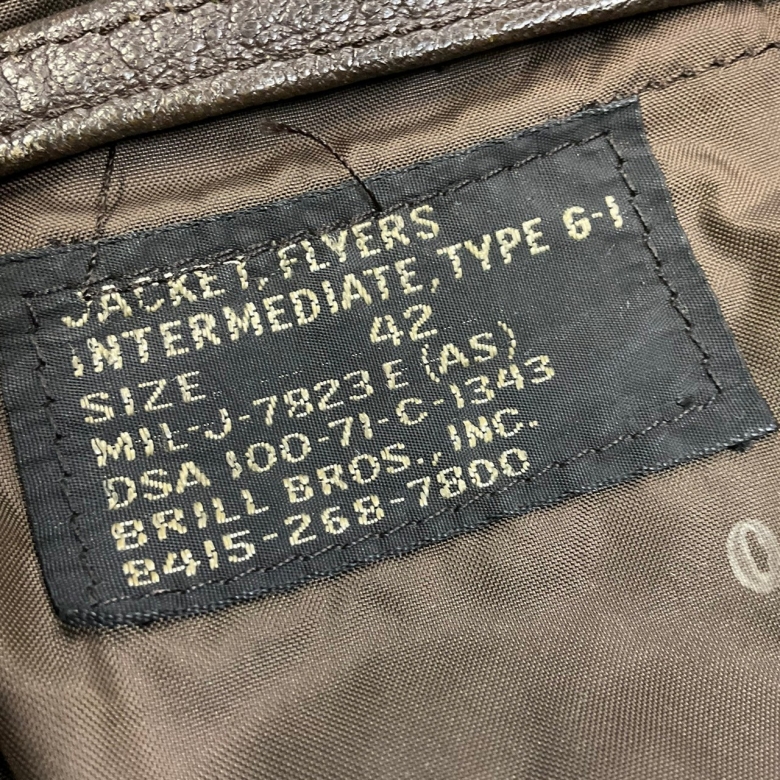 JACKET, FLYERS
INTERMEDIATE, TYPE G-1
SIZE 42
MIL-J-7823E (AS)
DSA 100-71-C-1343
BRILL BROS., INC.
8415-268-7800